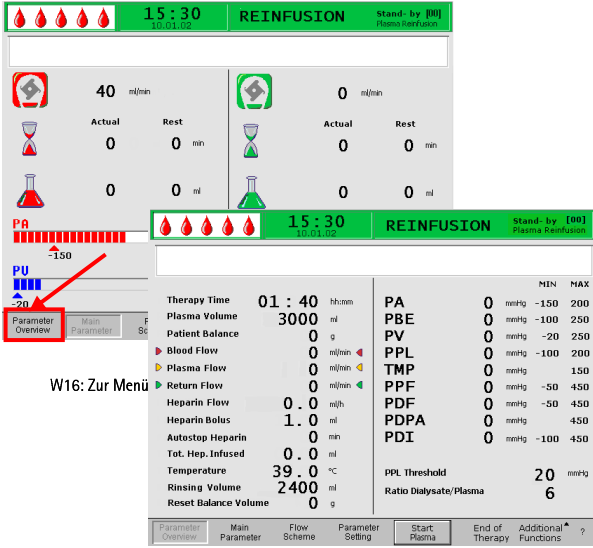 15:30
10.01.02
REINFUSION
Stand- by [00]
Plasma Reinfusion
40 ml/min
0 ml/min
Actual Rest
Actual Rest
0 0 min
0 0 min
0 0 ml
0 0 ml
PA
-150
PV
-20
Parameter Overview
Main Parameter
W16: Zur Menü
15:30
10.01.02
REINFUSION
Stand- by [00]
Plasma Reinfusion
MIN MAX
Therapy Time 01:40 hh:mm
Plasma Volume 3000 ml
Patient Balance 0 g
Blood Flow 0 ml/min
Plasma Flow 0 ml/min
Return Flow 0 ml/min
Heparin Flow 0.0 ml/h
Heparin Bolus 1.0 ml
Autostop Heparin 0 min
Tot. Hep. Infused 0.0 ml
Temperature 39.0 °C
Rinsing Volume 2400 ml
Reset Balance Volume 0 g
PA 0 mmHg -150 200
PBE 0 mmHg -100 250
PV 0 mmHg -20 250
PPL 0 mmHg -100 200
TMP 0 mmHg 150
PPF 0 mmHg -50 450
PDF 0 mmHg -50 450
PDPA 0 mmHg 450
PDI 0 mmHg -100 450
PPL Threshold 20 mmHg
Ratio Dialysate/Plasma 6
Parameter Overview
Main Parameter
Flow Scheme
Parameter Setting
Start Plasma
End of Therapy
Additional Functions
?